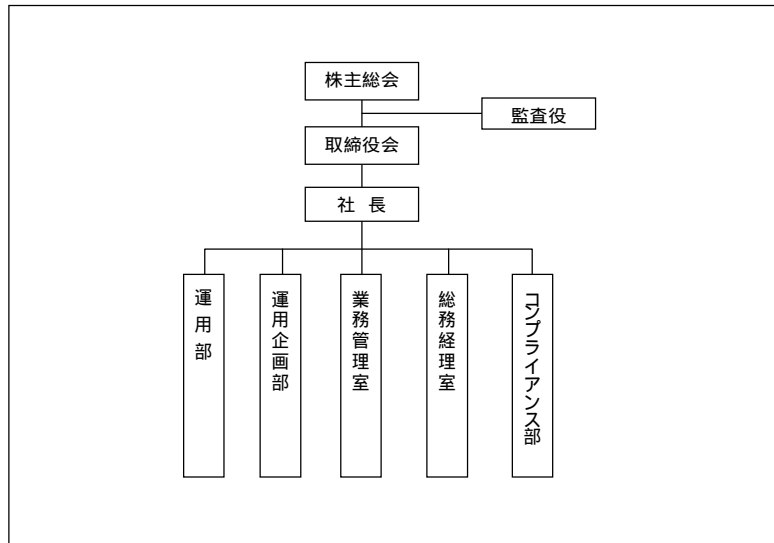 株主総会
監査役
取締役会
社 長
運用部
運用企画部
業務管理室
総務経理室
コンプライアンス部